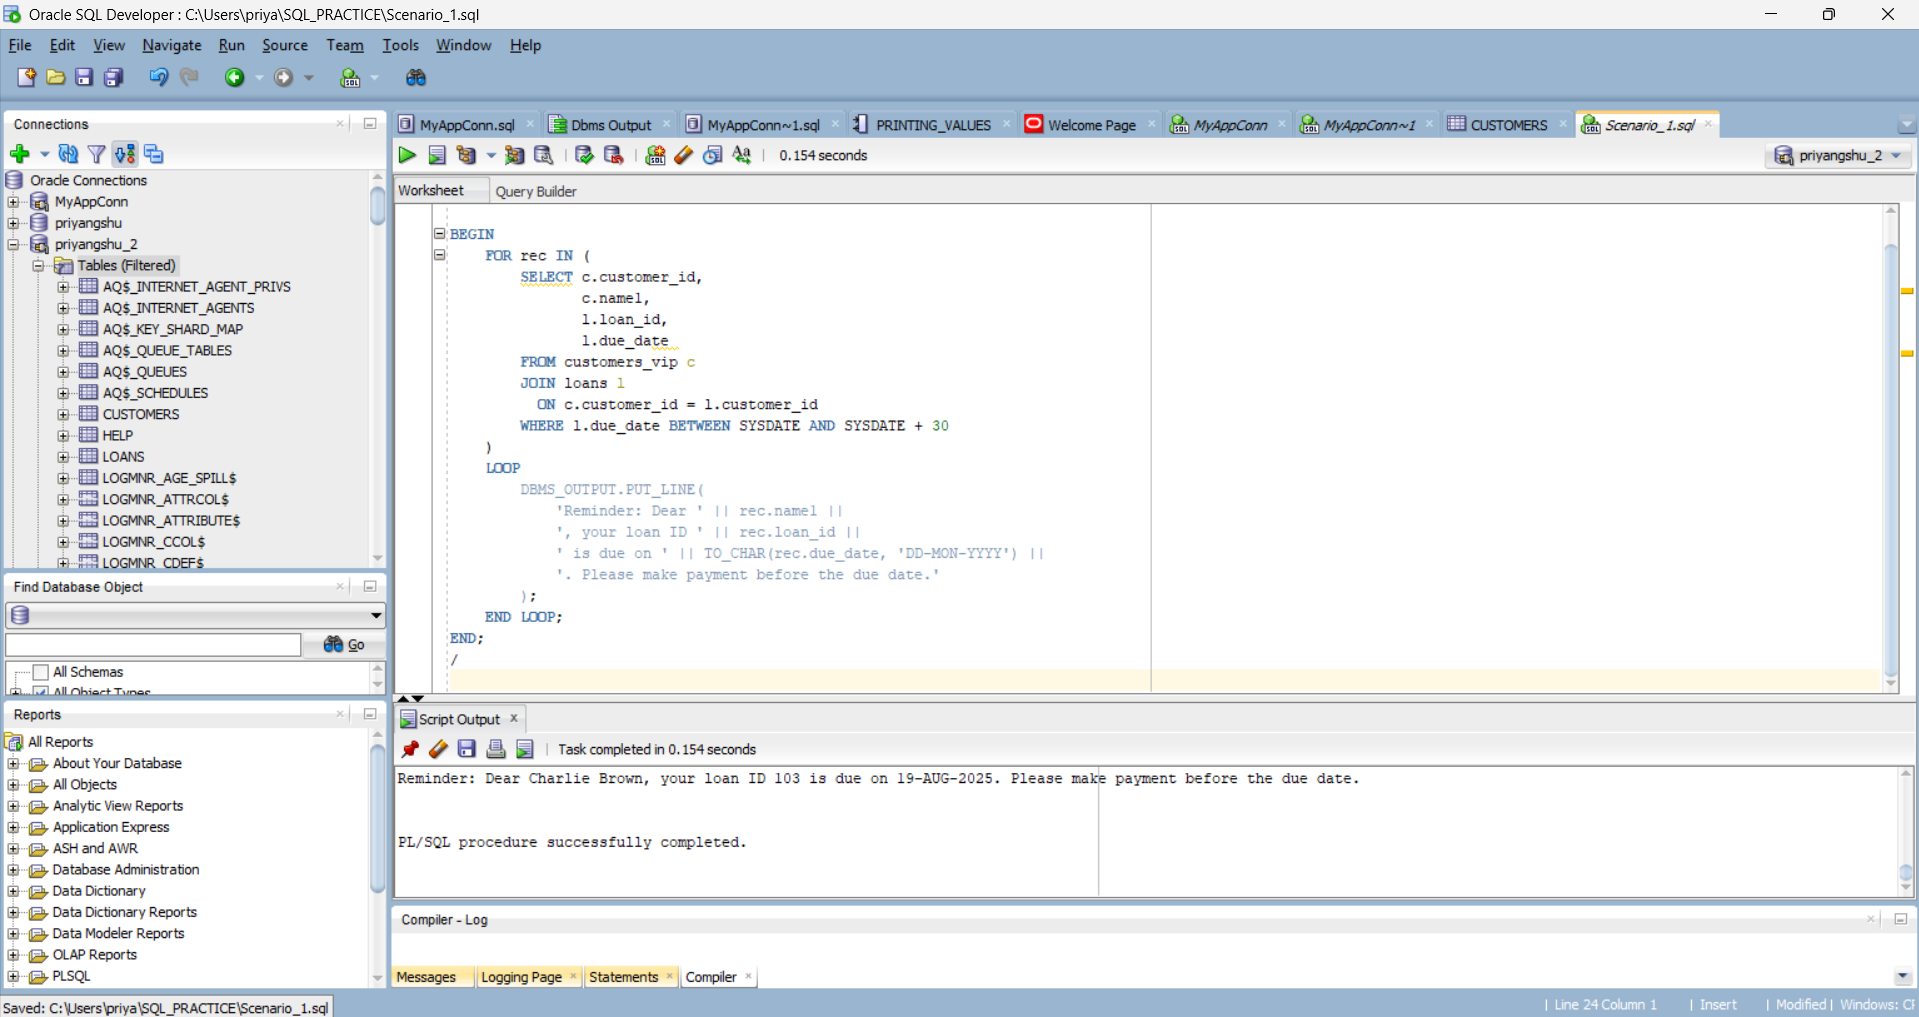 Oracle SQL Developer : C:\Users\priya\SQL_PRACTICE\Scenario_1.sql
File Edit View Navigate Run Source Team Tools Window Help
Connections
Oracle Connections
MyAppConn
priyangshu
priyangshu_2
Tables (Filtered)
AQ$_INTERNET_AGENT_PRIVS
AQ$_INTERNET_AGENTS
AQ$_KEY_SHARD_MAP
AQ$_QUEUE_TABLES
AQ$_QUEUES
AQ$_SCHEDULES
CUSTOMERS
HELP
LOANS
LOGMNR_AGE_SPILL$
LOGMNR_ATTRCOL$
LOGMNR_ATTRIBUTE$
LOGMNR_CCOL$
LOGMNR_CDEF$
Find Database Object
Go
All Schemas
All Object Types
Reports
All Reports
About Your Database
All Objects
Analytic View Reports
Application Express
ASH and AWR
Database Administration
Data Dictionary
Data Dictionary Reports
Data Modeler Reports
OLAP Reports
PLSQL
MyAppConn.sql Dbms Output MyAppConn~1.sql PRINTING_VALUES Welcome Page MyAppConn MyAppConn~1 CUSTOMERS Scenario_1.sql
0.154 seconds
priyangshu_2
Worksheet Query Builder
BEGIN
FOR rec IN (
SELECT c.customer_id,
c.name1,
l.loan_id,
l.due_date
FROM customers_vip c
JOIN loans l
ON c.customer_id = l.customer_id
WHERE l.due_date BETWEEN SYSDATE AND SYSDATE + 30
)
LOOP
DBMS_OUTPUT.PUT_LINE(
'Reminder: Dear ' || rec.name1 ||
', your loan ID ' || rec.loan_id ||
' is due on ' || TO_CHAR(rec.due_date, 'DD-MON-YYYY') ||
'. Please make payment before the due date.'
);
END LOOP;
END;
/
Script Output
Task completed in 0.154 seconds
Reminder: Dear Charlie Brown, your loan ID 103 is due on 19-AUG-2025. Please make payment before the due date.
PL/SQL procedure successfully completed.
Compiler - Log
Messages Logging Page Statements Compiler
Saved: C:\Users\priya\SQL_PRACTICE\Scenario_1.sql
Line 24 Column 1 | Insert | Modified | Windows: